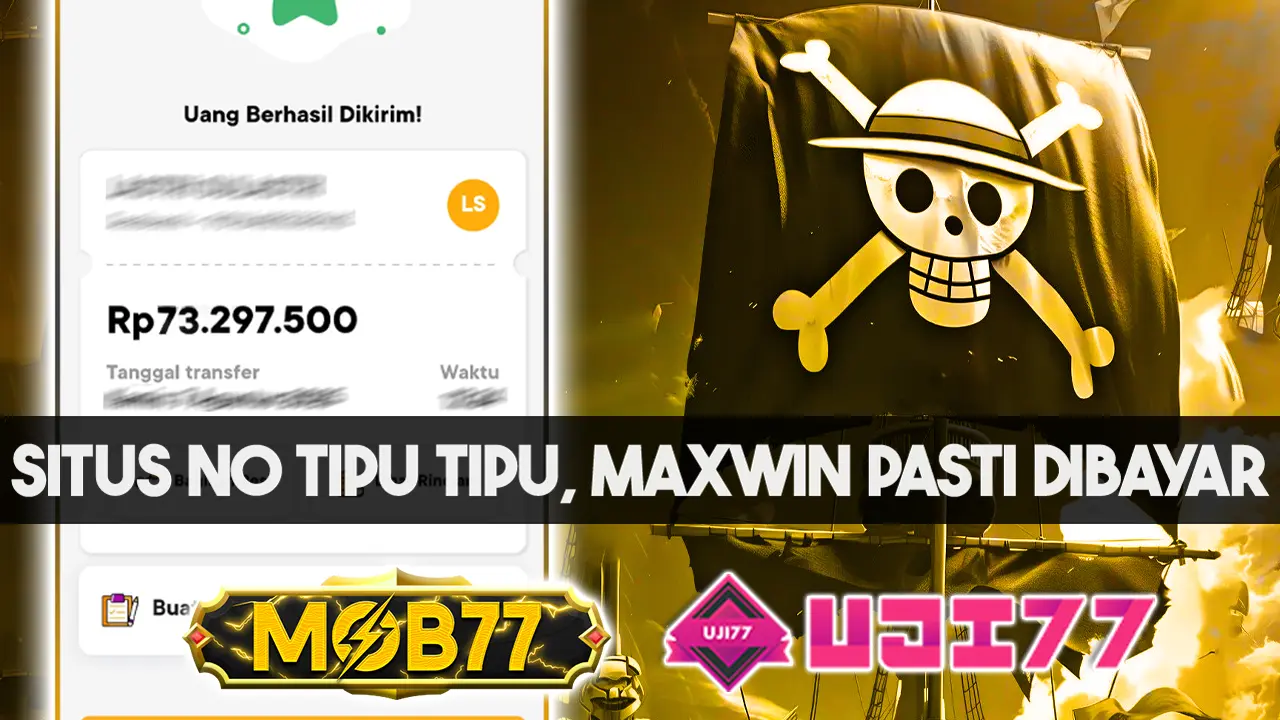 Uang Berhasil Dikirim!
LS
Rp73.297.500
Tanggal transfer
Waktu
SITUS NO TIPU TIPU, MAXWIN PASTI DIBAYAR
Bua
MOB77
UJI77
UJI77